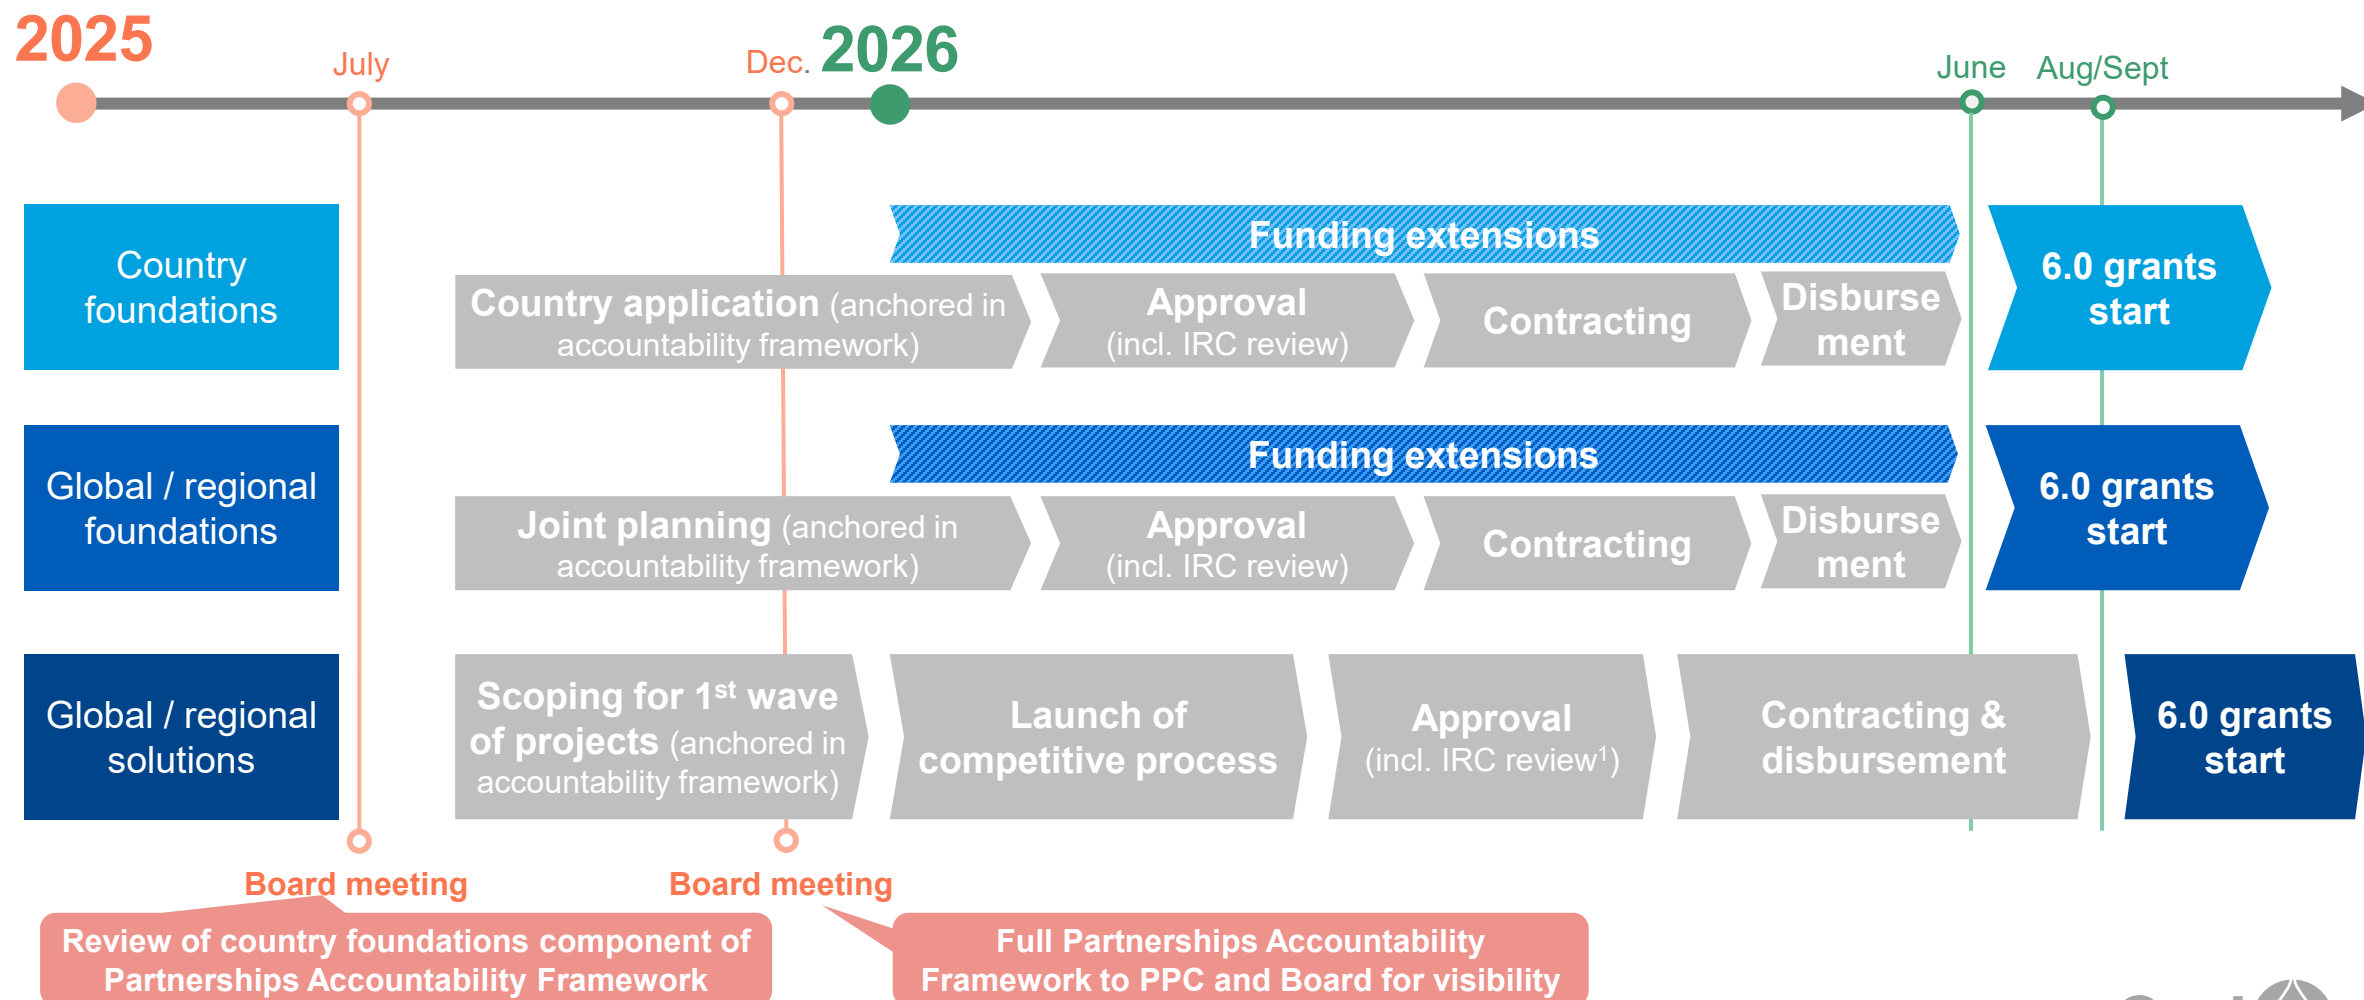 2025
July
Dec.
2026
June
Aug/Sept
Country
foundations
Funding extensions
Country application (anchored in
accountability framework)
Approval
(incl. IRC review)
Contracting
Disburse
ment
6.0 grants
start
Global / regional
foundations
Funding extensions
Joint planning (anchored in
accountability framework)
Approval
(incl. IRC review)
Contracting
Disburse
ment
6.0 grants
start
Global / regional
solutions
Scoping for 1st wave
of projects (anchored in
accountability framework)
Launch of
competitive process
Approval
(incl. IRC review1)
Contracting &
disbursement
6.0 grants
start
Board meeting
Board meeting
Review of country foundations component of
Partnerships Accountability Framework
Full Partnerships Accountability
Framework to PPC and Board for visibility